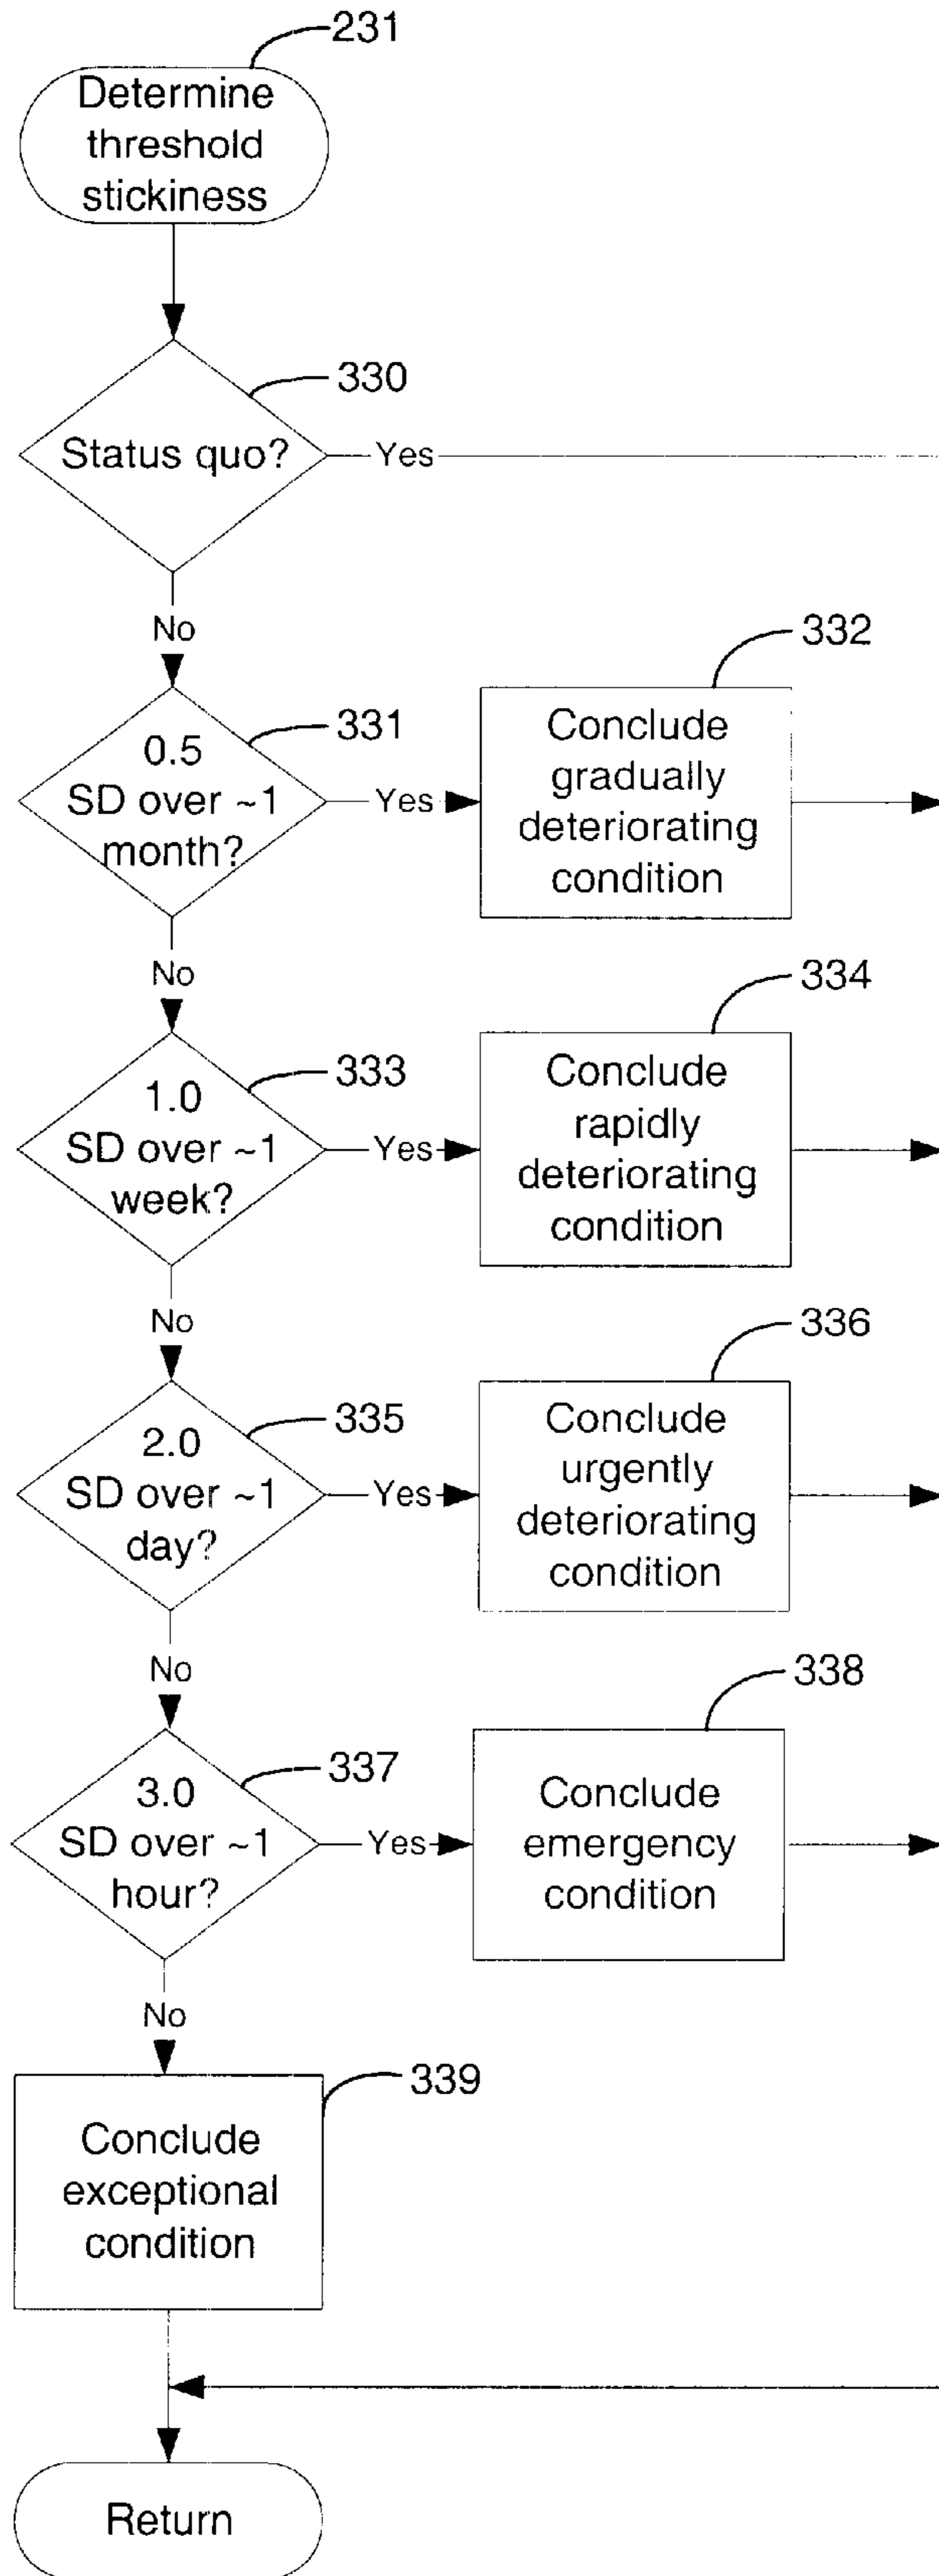 231
Determine
threshold
stickiness
330
Status quo?
Yes
No
332
331
0.5
SD over ~1
month?
Yes
Conclude
gradually
deteriorating
condition
No
334
333
1.0
SD over ~1
week?
Yes
Conclude
rapidly
deteriorating
condition
No
336
335
2.0
SD over ~1
day?
Yes
Conclude
urgently
deteriorating
condition
No
338
337
3.0
SD over ~1
hour?
Yes
Conclude
emergency
condition
No
339
Conclude
exceptional
condition
Return